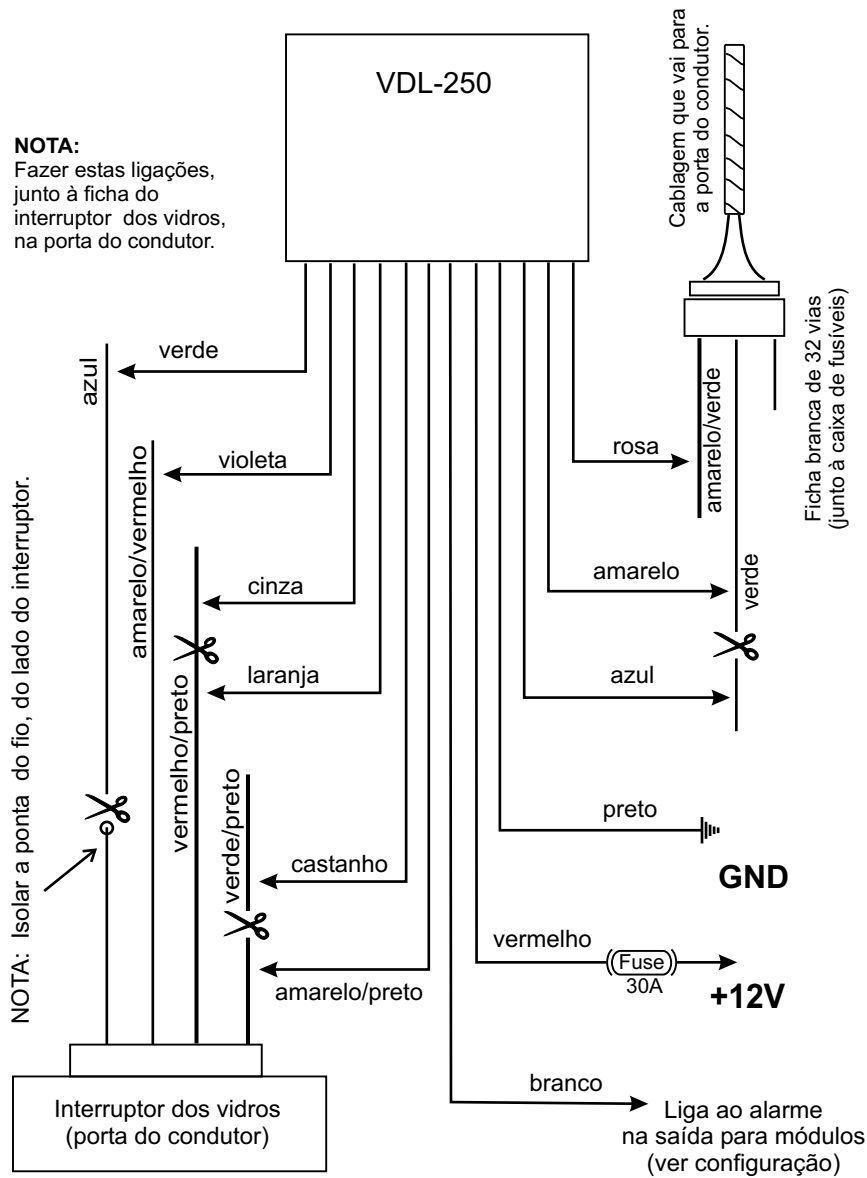 VDL-250
NOTA:
Fazer estas ligações,
junto à ficha do
interruptor dos vidros,
na porta do condutor.
Cablagem que vai para
a porta do condutor.
Ficha branca de 32 vias
(junto à caixa de fusíveis)
azul
verde
violeta
amarelo/vermelho
cinza
laranja
vermelho/preto
verde/preto
castanho
amarelo/preto
NOTA: Isolar a ponta do fio, do lado do interruptor.
Interruptor dos vidros
(porta do condutor)
rosa
amarelo/verde
amarelo
verde
azul
preto
GND
vermelho
Fuse
30A
+12V
branco
Liga ao alarme
na saída para módulos
(ver configuração)